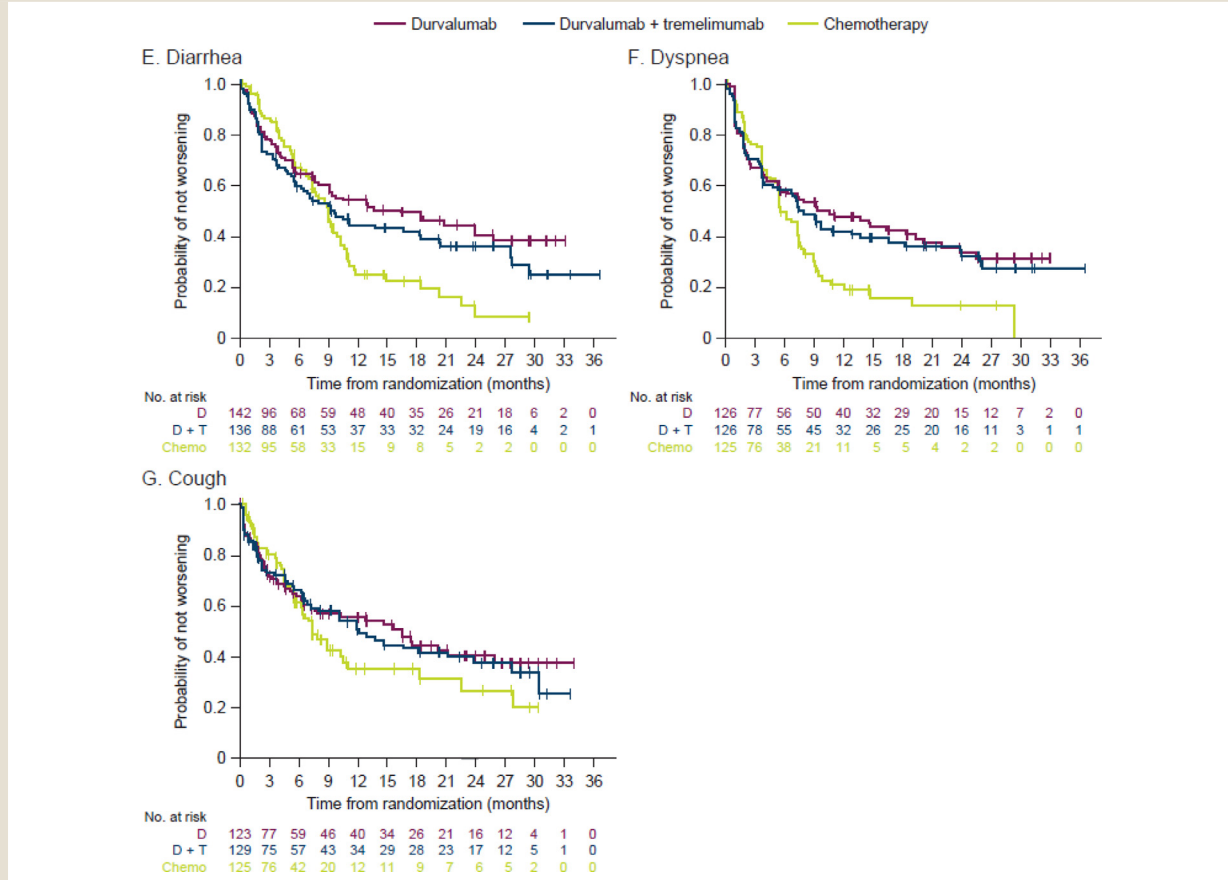 Durvalumab Durvalumab + tremelimumab Chemotherapy
E. Diarrhea
Probability of not worsening
1.0
0.8
0.6
0.4
0.2
0
0 3 6 9 12 15 18 21 24 27 30 33 36
Time from randomization (months)
No. at risk
D 142 96 68 59 48 40 35 26 21 18 6 2 0
D + T 136 88 61 53 37 33 32 24 19 16 4 2 1
Chemo 132 95 58 33 15 9 8 5 2 2 0 0 0
F. Dyspnea
Probability of not worsening
1.0
0.8
0.6
0.4
0.2
0
0 3 6 9 12 15 18 21 24 27 30 33 36
Time from randomization (months)
No. at risk
D 126 77 56 50 40 32 29 20 15 12 7 2 0
D + T 126 78 55 45 32 26 25 20 16 11 3 1 1
Chemo 125 76 38 21 11 5 5 4 2 2 0 0 0
G. Cough
Probability of not worsening
1.0
0.8
0.6
0.4
0.2
0
0 3 6 9 12 15 18 21 24 27 30 33 36
Time from randomization (months)
No. at risk
D 123 77 59 46 40 34 26 21 16 12 4 1 0
D + T 129 75 57 43 34 29 28 23 17 12 5 1 0
Chemo 125 76 42 20 12 11 9 7 6 5 2 0 0